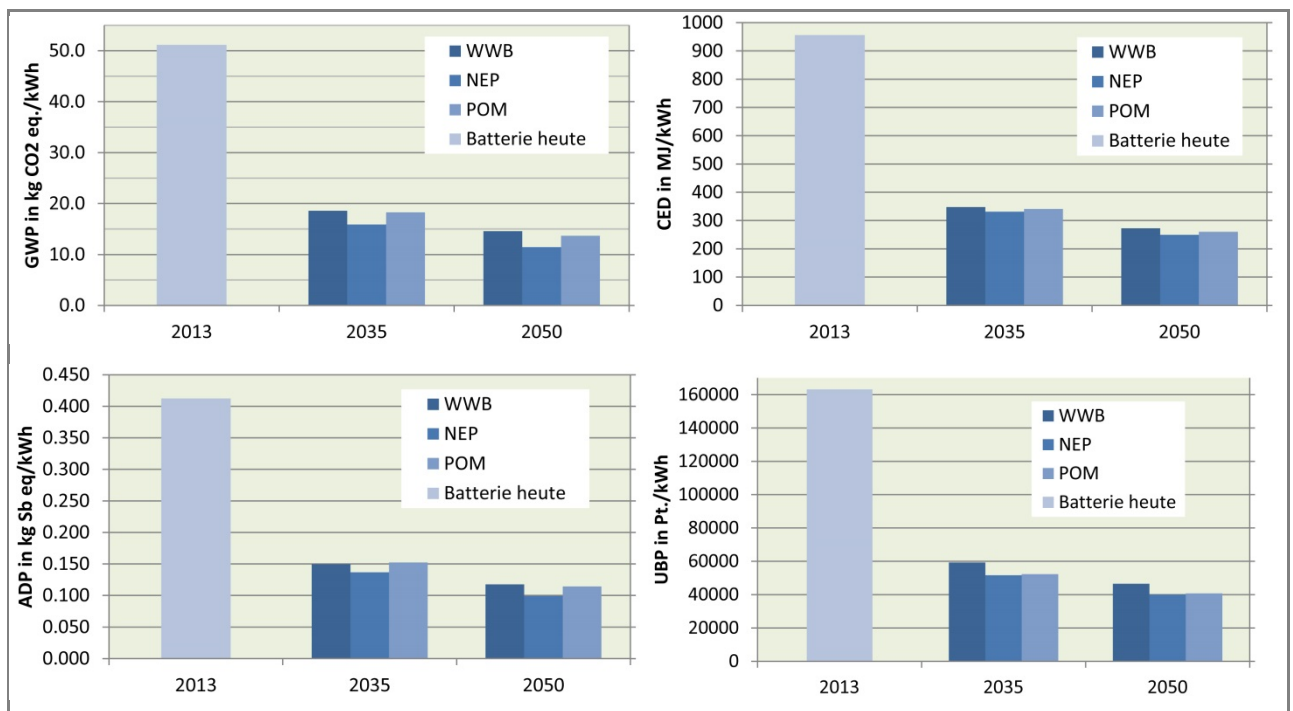 GWP in kg CO2 eq./kWh
50.0
40.0
30.0
20.0
10.0
0.0
WWB
NEP
POM
Batterie heute
2013
2035
2050
CED in MJ/kWh
1000
900
800
700
600
500
400
300
200
100
0
WWB
NEP
POM
Batterie heute
2013
2035
2050
ADP in kg Sb eq/kWh
0.450
0.400
0.350
0.300
0.250
0.200
0.150
0.100
0.050
0.000
WWB
NEP
POM
Batterie heute
2013
2035
2050
UBP in Pt./kWh
160000
140000
120000
100000
80000
60000
40000
20000
0
WWB
NEP
POM
Batterie heute
2013
2035
2050